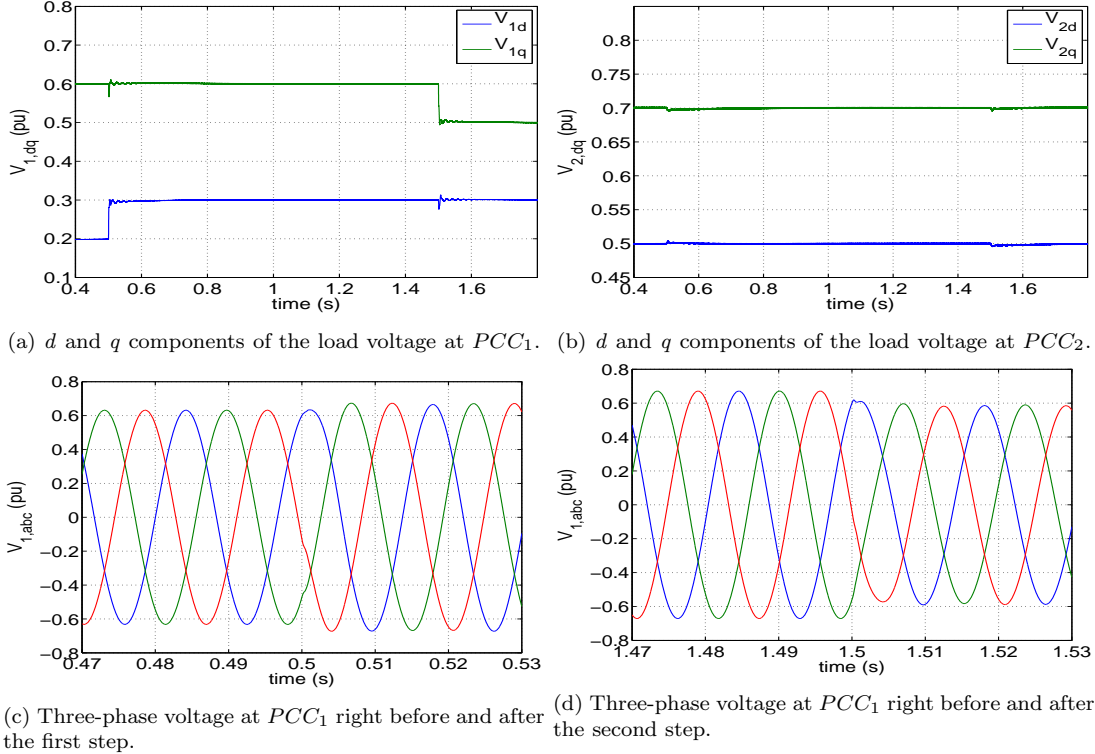 0.8
0.7
0.6
0.5
0.4
0.3
0.2
0.1
V1,dq (pu)
V1d
V1q
0.4 0.6 0.8 1 1.2 1.4 1.6
time (s)
(a) d and q components of the load voltage at PCC1.
0.8
0.75
0.7
0.65
0.6
0.55
0.5
0.45
V2,dq (pu)
V2d
V2q
0.4 0.6 0.8 1 1.2 1.4 1.6
time (s)
(b) d and q components of the load voltage at PCC2.
0.8
0.6
0.4
0.2
0
−0.2
−0.4
−0.6
−0.8
V1,abc (pu)
0.47 0.48 0.49 0.5 0.51 0.52 0.53
time (s)
(c) Three-phase voltage at PCC1 right before and after
the first step.
0.8
0.6
0.4
0.2
0
−0.2
−0.4
−0.6
−0.8
V1,abc (pu)
1.47 1.48 1.49 1.5 1.51 1.52 1.53
time (s)
(d) Three-phase voltage at PCC1 right before and after
the second step.